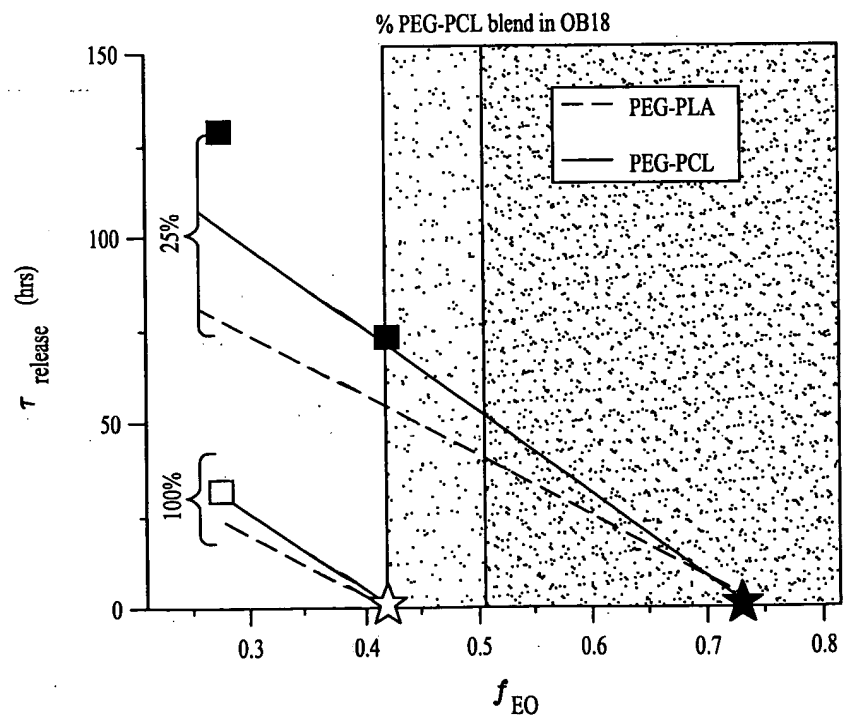 % PEG-PCL blend in OB18
150
100
50
0
τ release (hrs)
25%
100%
PEG-PLA
PEG-PCL
0.3 0.4 0.5 0.6 0.7 0.8
f EO